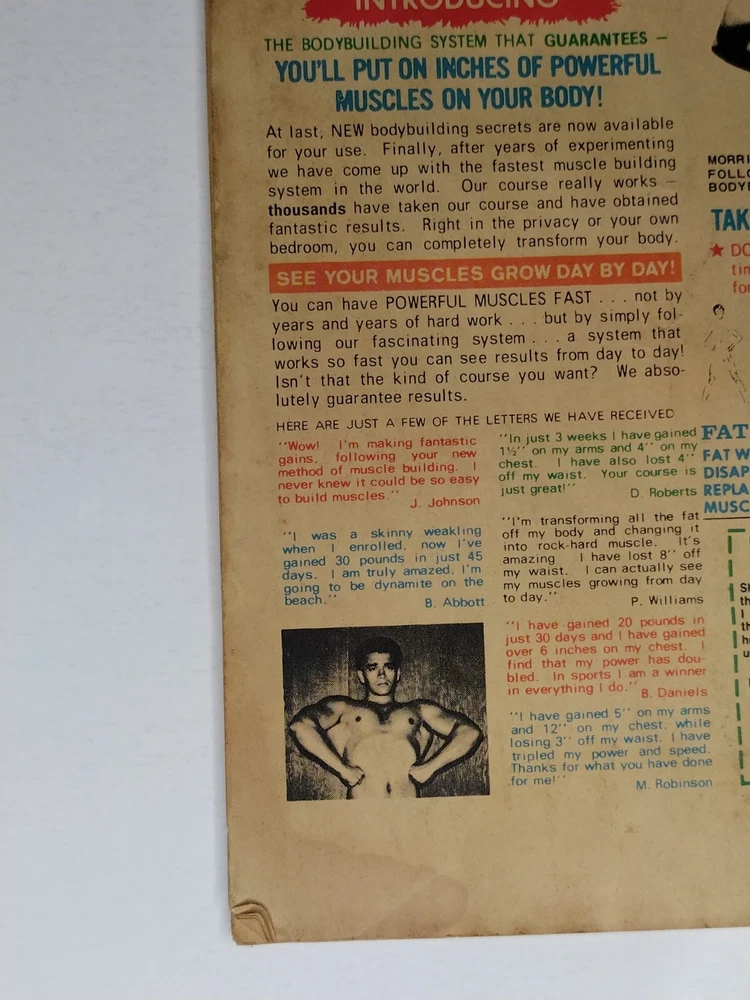 INTRODUCING
THE BODYBUILDING SYSTEM THAT GUARANTEES —
YOU'LL PUT ON INCHES OF POWERFUL
MUSCLES ON YOUR BODY!
At last, NEW bodybuilding secrets are now available
for your use. Finally, after years of experimenting
we have come up with the fastest muscle building
system in the world. Our course really works —
thousands have taken our course and have obtained
fantastic results. Right in the privacy or your own
bedroom, you can completely transform your body.
SEE YOUR MUSCLES GROW DAY BY DAY!
You can have POWERFUL MUSCLES FAST . . . not by
years and years of hard work . . . but by simply fol-
lowing our fascinating system . . . a system that
works so fast you can see results from day to day!
Isn't that the kind of course you want? We abso-
lutely guarantee results.
HERE ARE JUST A FEW OF THE LETTERS WE HAVE RECEIVED
"Wow! I'm making fantastic
gains, following your new
method of muscle building. I
never knew it could be so easy
to build muscles."
J. Johnson
"I was a skinny weakling
when I enrolled, now I've
gained 30 pounds in just 45
days. I am truly amazed, I'm
going to be dynamite on the
beach."
B. Abbott
"In just 3 weeks I have gained
1½" on my arms and 4" on my
chest. I have also lost 4"
off my waist. Your course is
just great!"
D. Roberts
"I'm transforming all the fat
off my body and changing it
into rock-hard muscle. It's
amazing I have lost 8" off
my waist. I can actually see
my muscles growing from day
to day."
P. Williams
"I have gained 20 pounds in
just 30 days and I have gained
over 6 inches on my chest. I
find that my power has dou-
bled. In sports I am a winner
in everything I do."
B. Daniels
"I have gained 5" on my arms
and 12" on my chest, while
losing 3" off my waist. I have
tripled my power and speed.
Thanks for what you have done
for me!"
M. Robinson
MORRI
FOLLO
BODYB
TAK
★ DO
tim
for
FAT
FAT W
DISAP
REPLA
MUSC